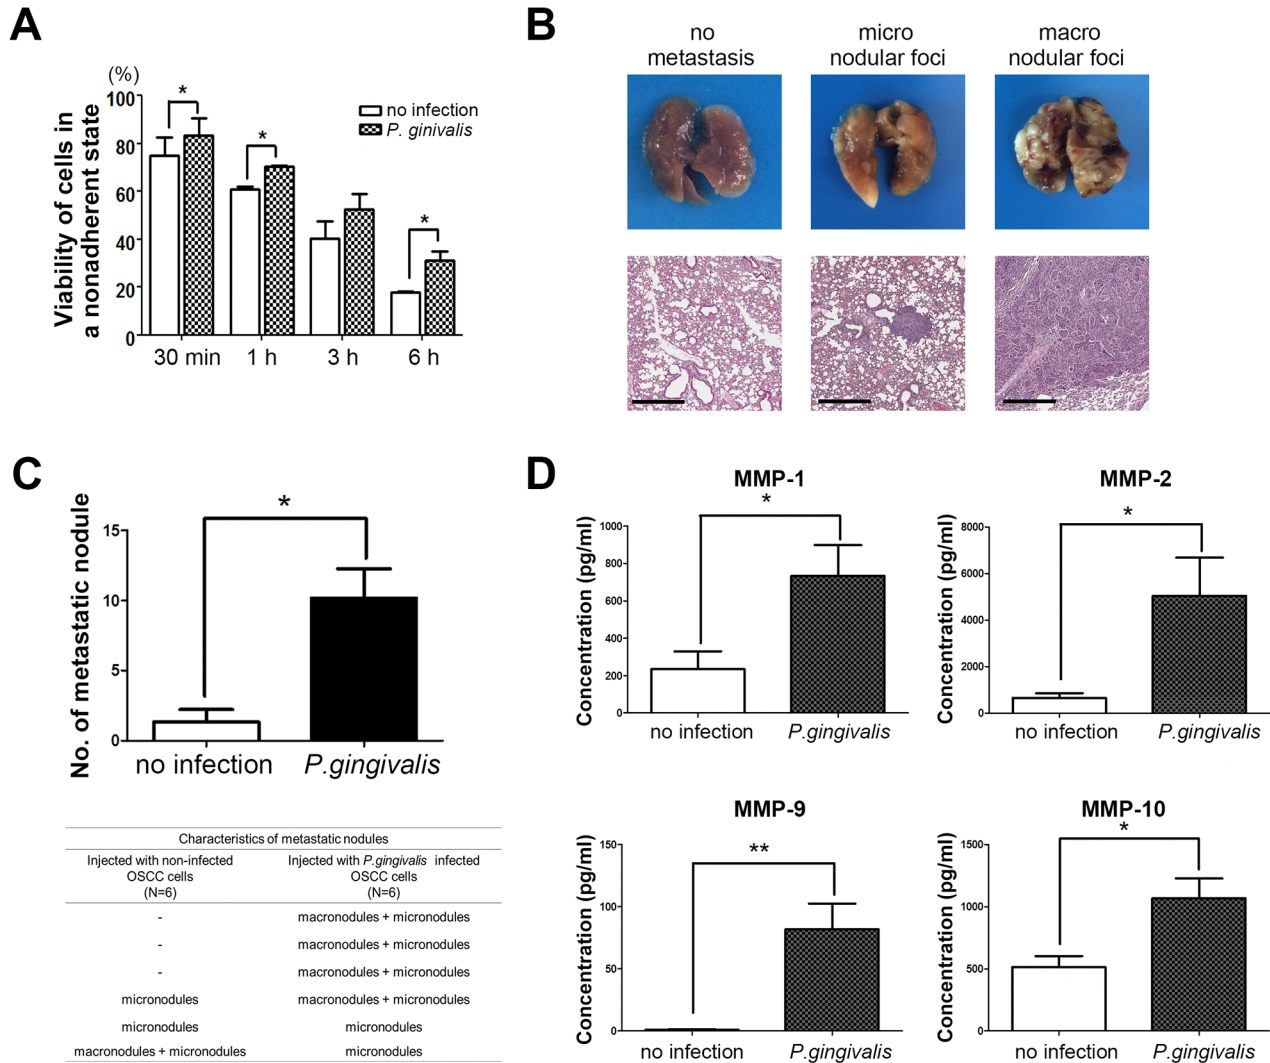 A
(%)
100
80
60
40
20
0
Viability of cells in
a nonadherent state
no infection
P. ginivalis
*
*
*
30 min
1 h
3 h
6 h
B
no
metastasis
micro
nodular foci
macro
nodular foci
C
No. of metastatic nodule
15
10
5
0
*
no infection
P.gingivalis
Characteristics of metastatic nodules
Injected with non-infected
OSCC cells
(N=6)
Injected with P.gingivalis infected
OSCC cells
(N=6)
- macronodules + micronodules
- macronodules + micronodules
- macronodules + micronodules
micronodules macronodules + micronodules
micronodules micronodules
macronodules + micronodules micronodules
D
MMP-1
*
Concentration (pg/ml)
1000
800
600
400
200
0
no infection
P.gingivalis
MMP-2
*
Concentration (pg/ml)
8000
6000
4000
2000
0
no infection
P.gingivalis
MMP-9
**
Concentration (pg/ml)
150
100
50
0
no infection
P.gingivalis
MMP-10
*
Concentration (pg/ml)
1500
1000
500
0
no infection
P.gingivalis